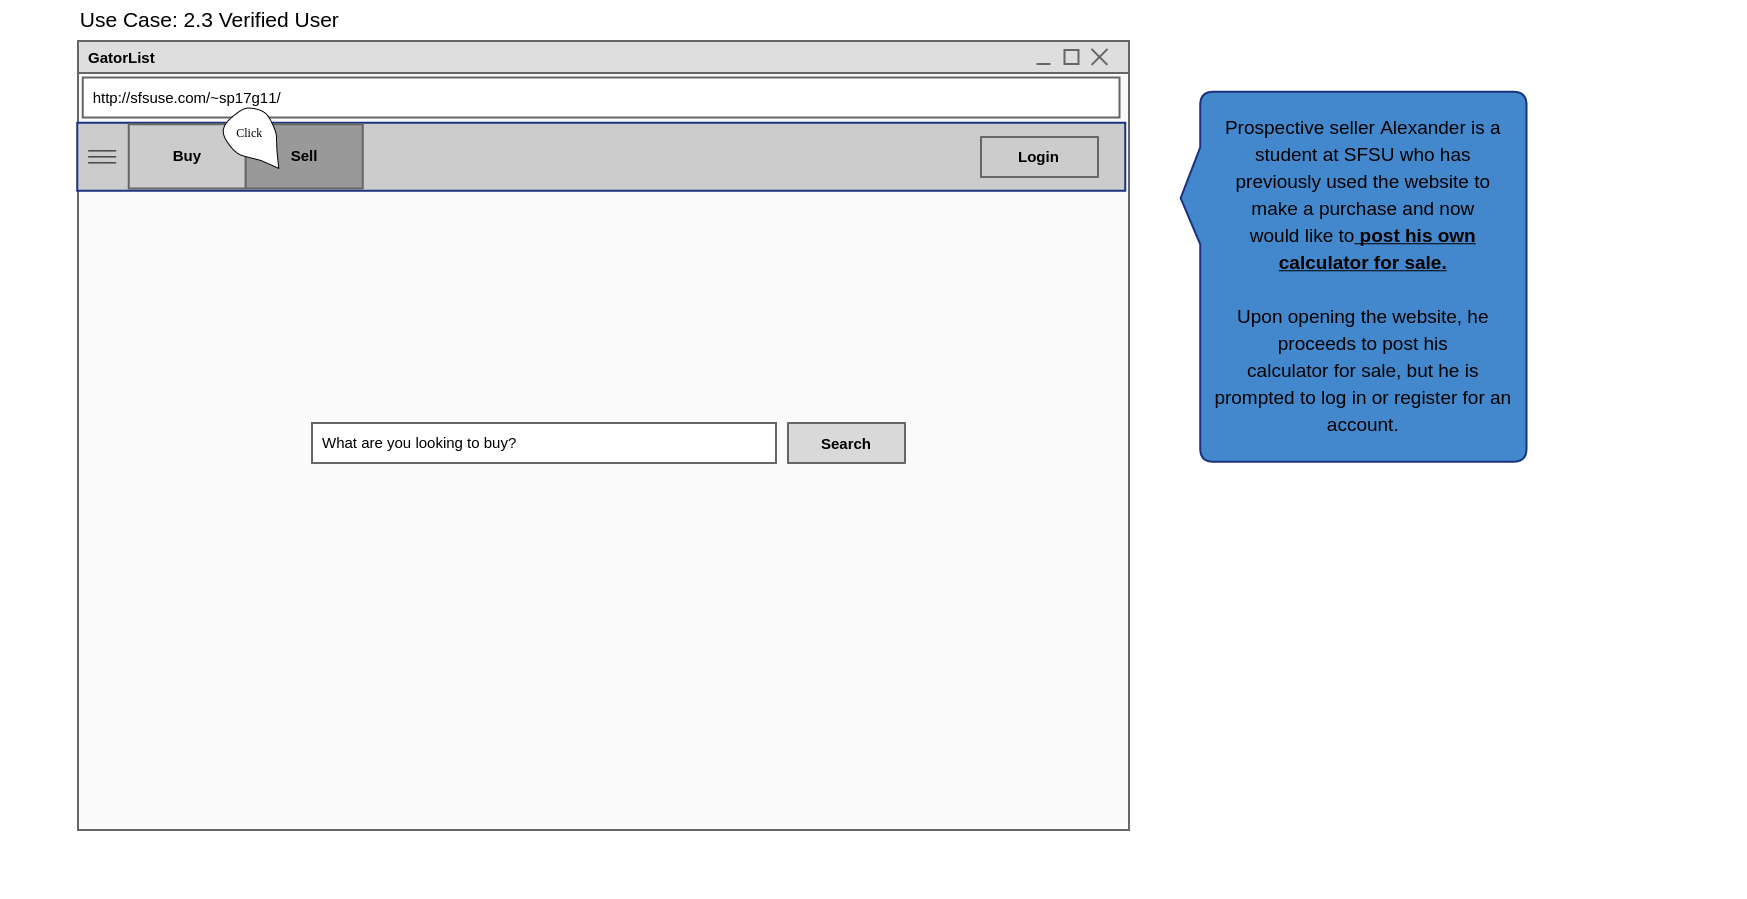 Use Case: 2.3 Verified User
GatorList
http://sfsuse.com/~sp17g11/
Click
Buy
Sell
Login
What are you looking to buy?
Search
Prospective seller Alexander is a
student at SFSU who has
previously used the website to
make a purchase and now
would like to post his own
calculator for sale.
Upon opening the website, he
proceeds to post his
calculator for sale, but he is
prompted to log in or register for an
account.